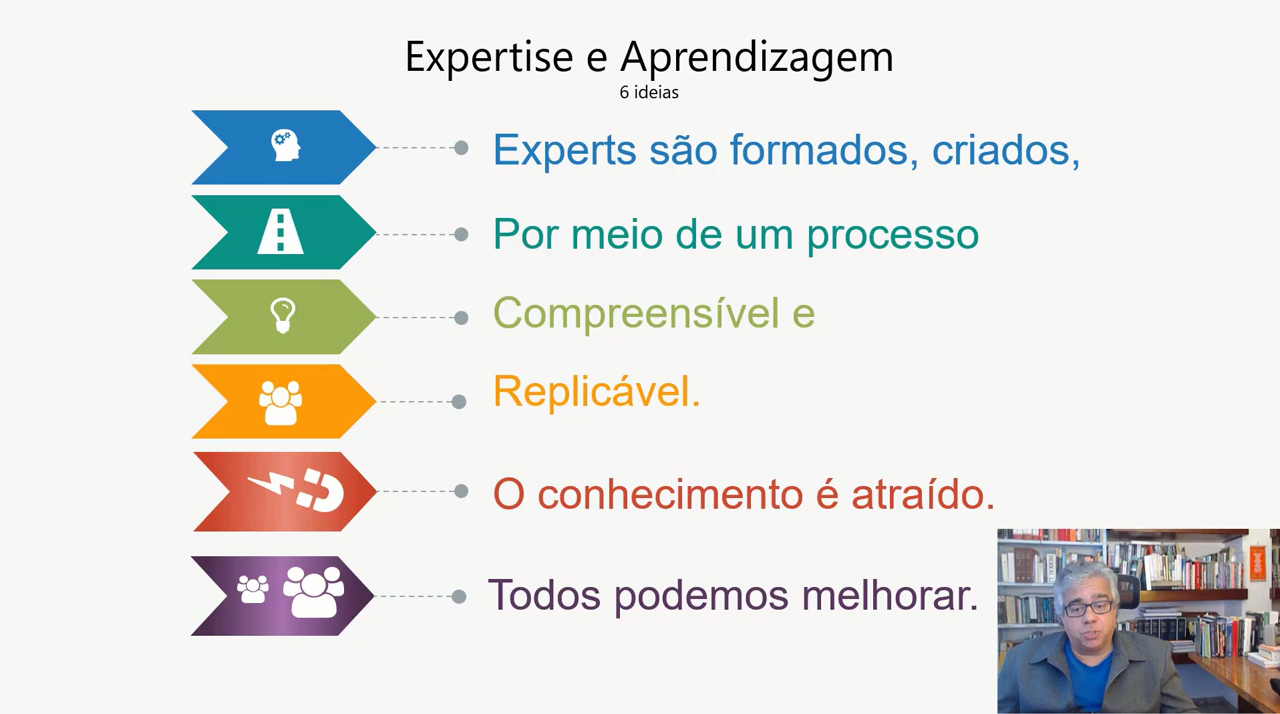 Expertise e Aprendizagem
6 ideias
Experts são formados, criados,
Por meio de um processo
Compreensível e
Replicável.
O conhecimento é atraído.
Todos podemos melhorar.